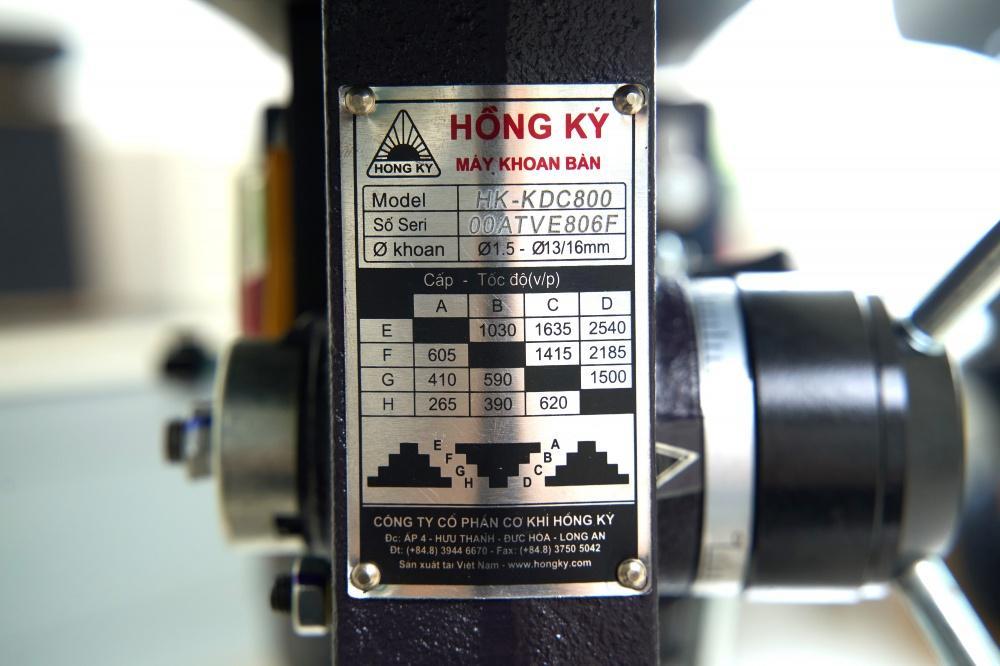 HỒNG KÝ
HONG KY
MÁY KHOAN BÀN
Model HK-KDC800
Số Seri 00ATVE806F
Ø khoan Ø1.5 - Ø13/16mm
Cấp - Tốc độ(v/p)
A B C D
E 1030 1635 2540
F 605 1415 2185
G 410 590 1500
H 265 390 620
E A
F B
G C
H D
CÔNG TY CỔ PHẦN CƠ KHÍ HỒNG KÝ
Đc: ẤP 4 - HỰU THẠNH - ĐỨC HÒA - LONG AN
Đt: (+84.8) 3944 6670 - Fax: (+84.8) 3750 5042
Sản xuất tại Việt Nam - www.hongky.com